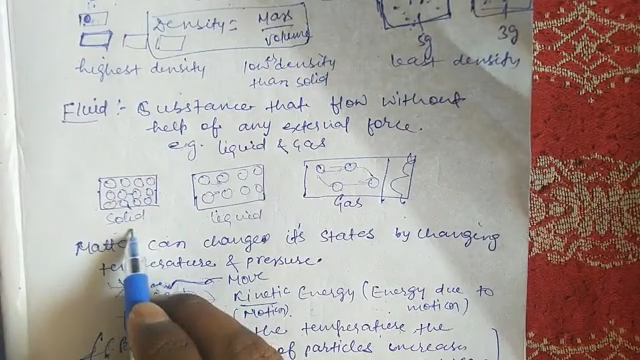 Density = Mass
volume
5g
3g
highest density low density least density
than solid
Fluid :- Substances that flow without
help of any external force.
e.g. liquid & Gas
solid liquid Gas
Matter can changes it's states by changing
temperature & pressure.
Move
Kinetic Energy (Energy due to
(Motion). motion)
the temperature the
of particles increases